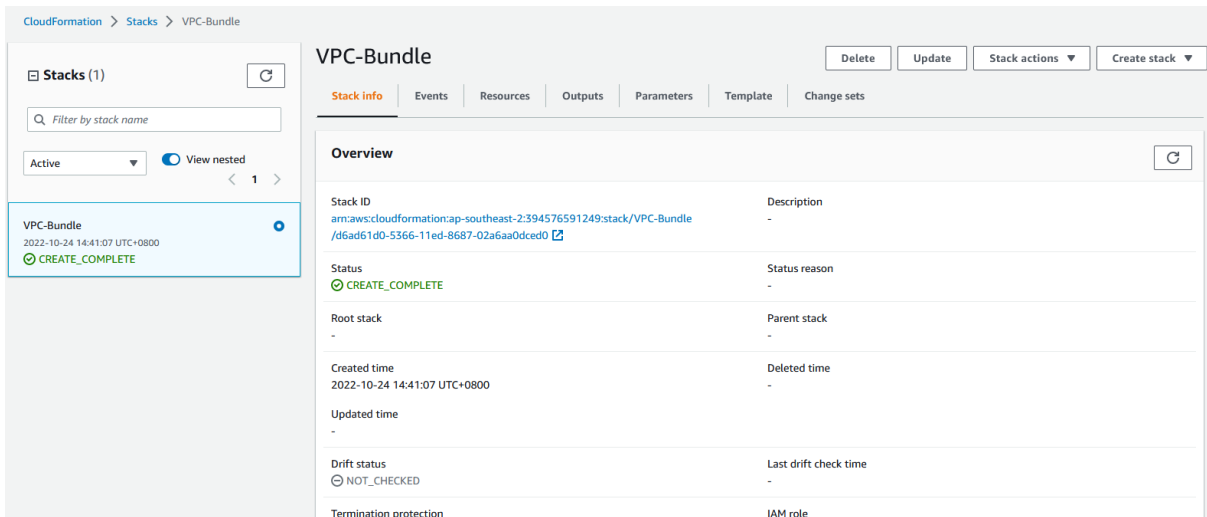 CloudFormation > Stacks > VPC-Bundle
Stacks (1)
Filter by stack name
Active
View nested
< 1 >
VPC-Bundle
2022-10-24 14:41:07 UTC+0800
CREATE_COMPLETE
VPC-Bundle
Delete
Update
Stack actions
Create stack
Stack info
Events
Resources
Outputs
Parameters
Template
Change sets
Overview
Stack ID
arn:aws:cloudformation:ap-southeast-2:394576591249:stack/VPC-Bundle
/d6ad61d0-5366-11ed-8687-02a6aa0dced0
Description
-
Status
CREATE_COMPLETE
Status reason
-
Root stack
-
Parent stack
-
Created time
2022-10-24 14:41:07 UTC+0800
Deleted time
-
Updated time
-
Drift status
NOT_CHECKED
Last drift check time
-
Termination protection
IAM role